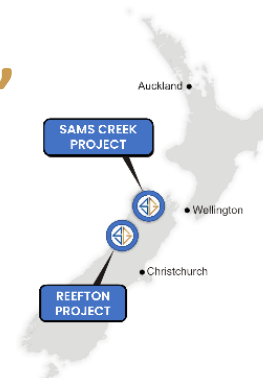 Auckland
SAMS CREEK
PROJECT
Wellington
Christchurch
REEFTON
PROJECT